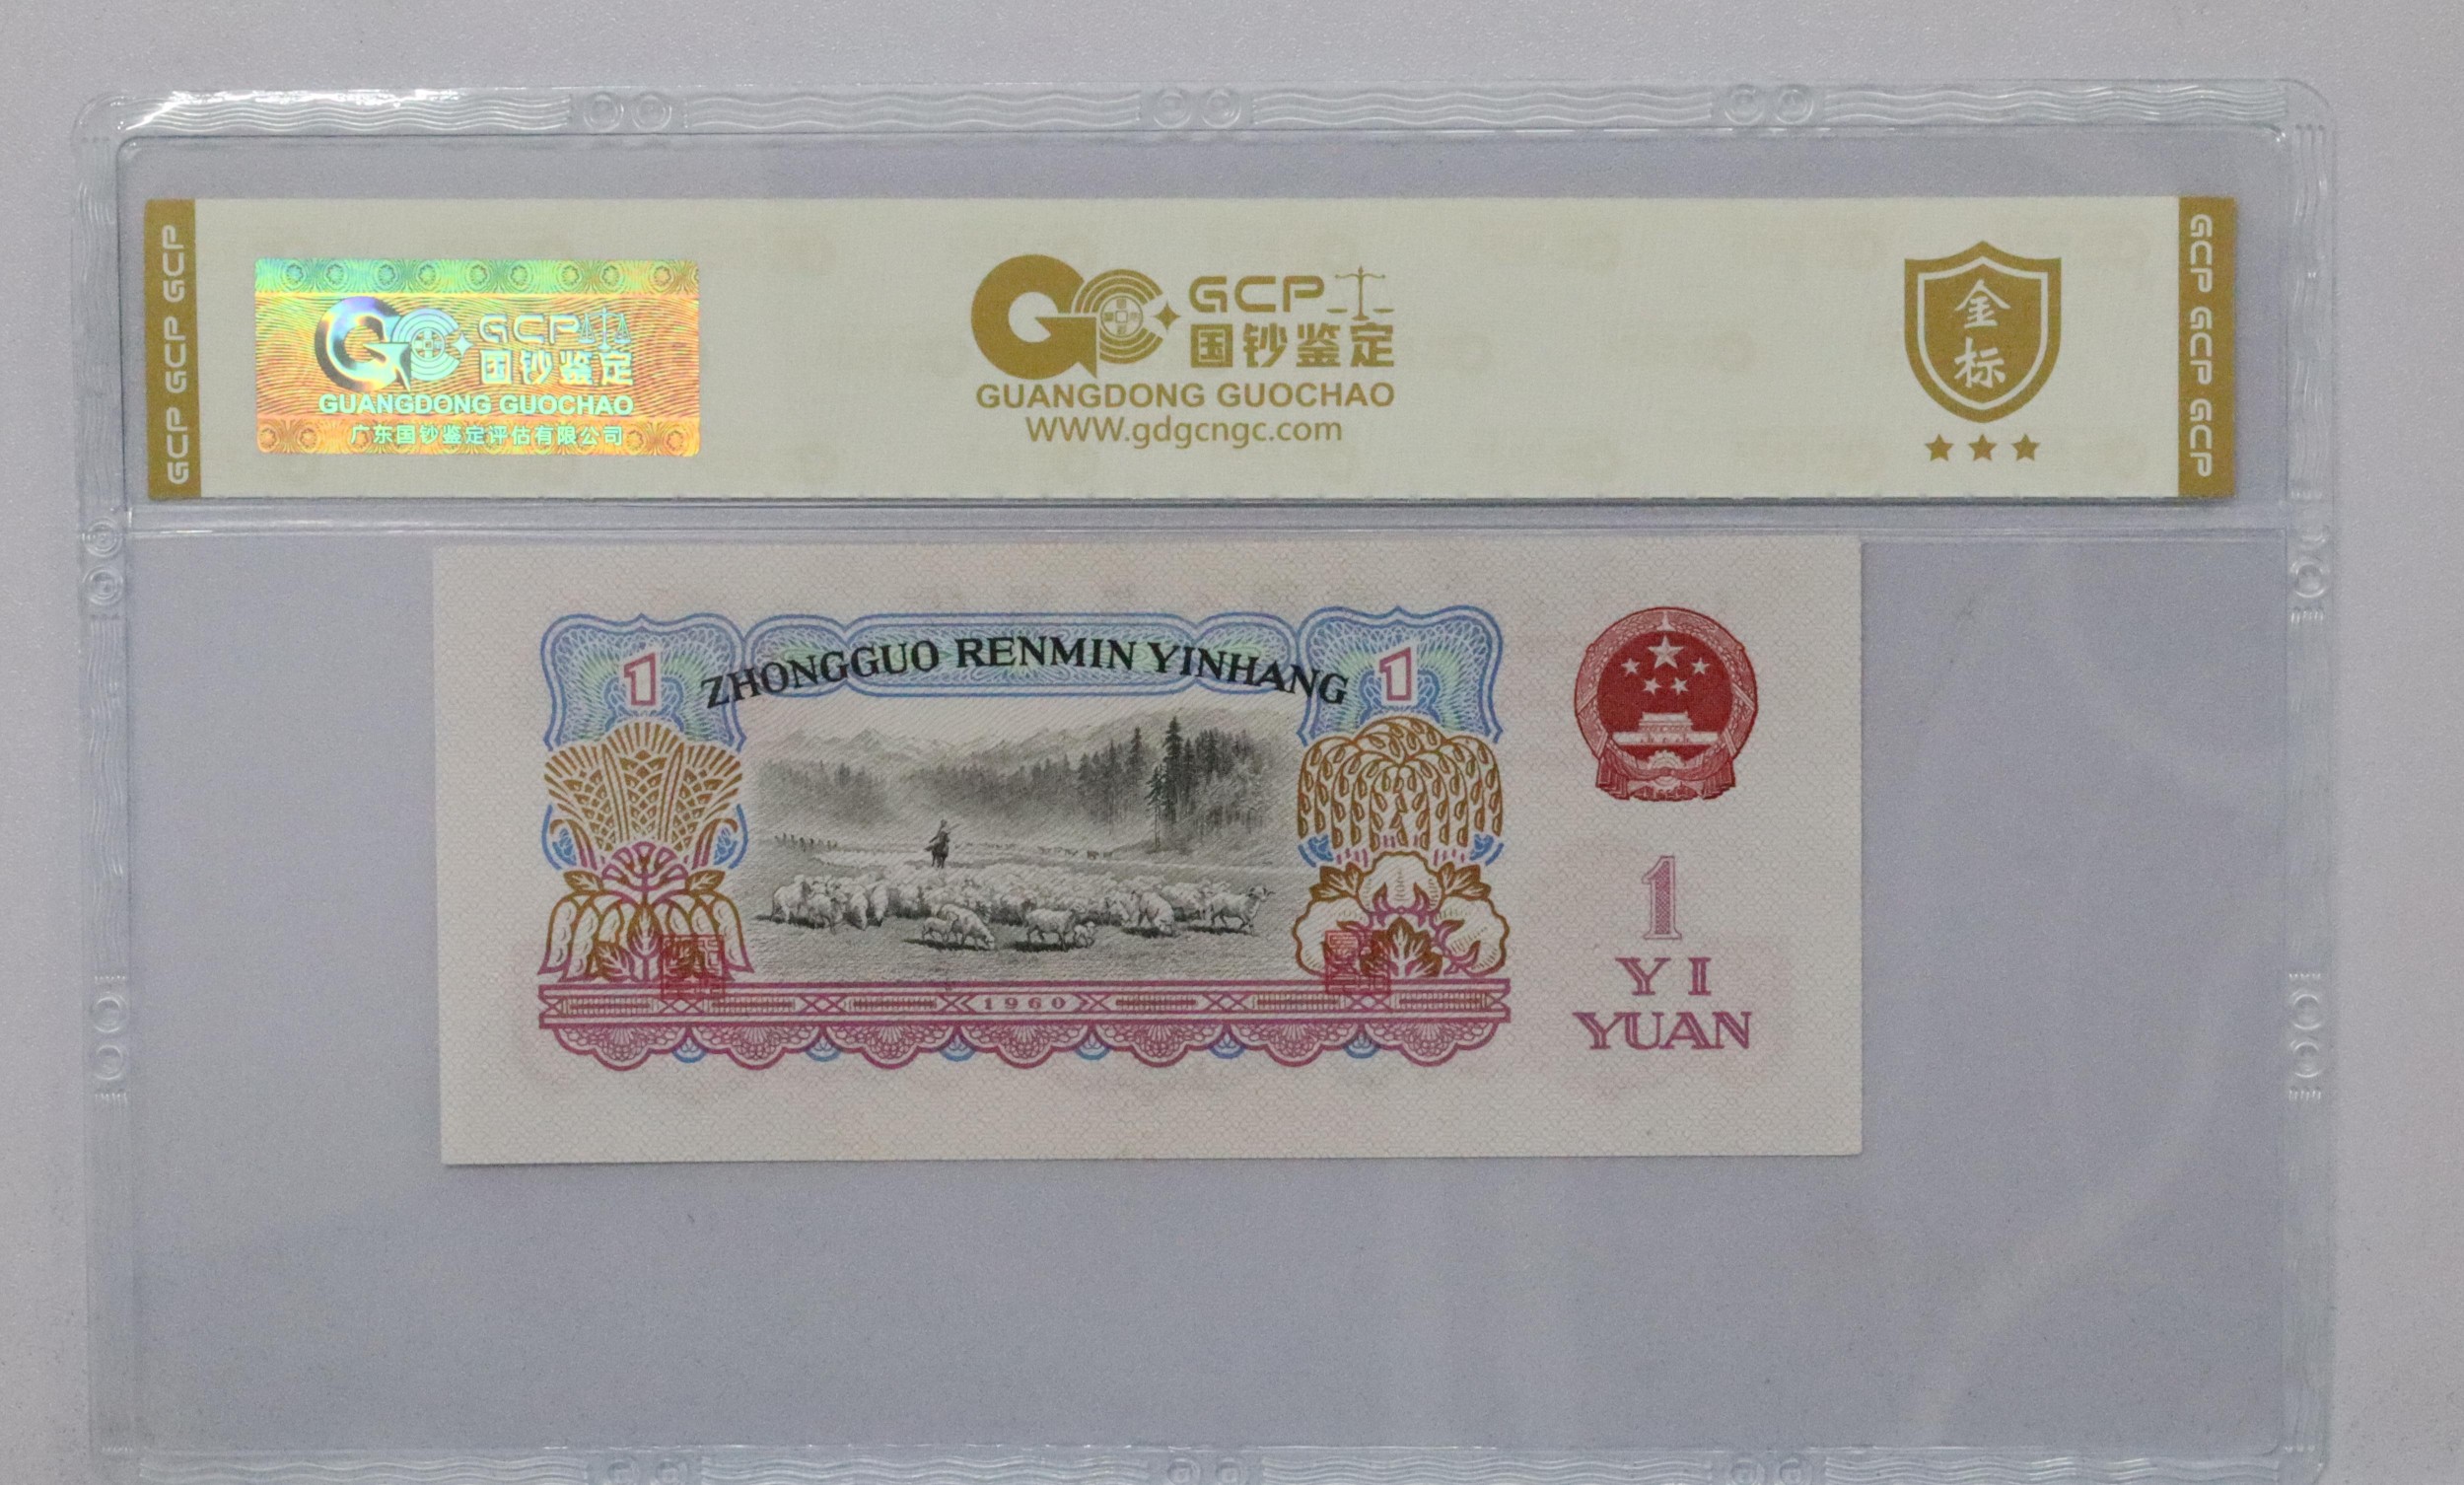 GCP GCP GCP
GCP
国钞鉴定
GUANGDONG GUOCHAO
广东国钞鉴定评估有限公司
GCP
国钞鉴定
GUANGDONG GUOCHAO
www.gdgcngc.com
金
标
GCP GCP GCP
1
ZHONGGUO RENMIN YINHANG
1
1960
1
YI
YUAN